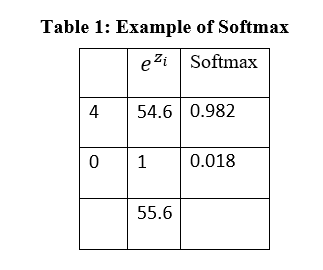 Table 1: Example of Softmax
e^{z_i} Softmax
4 54.6 0.982
0 1 0.018
55.6